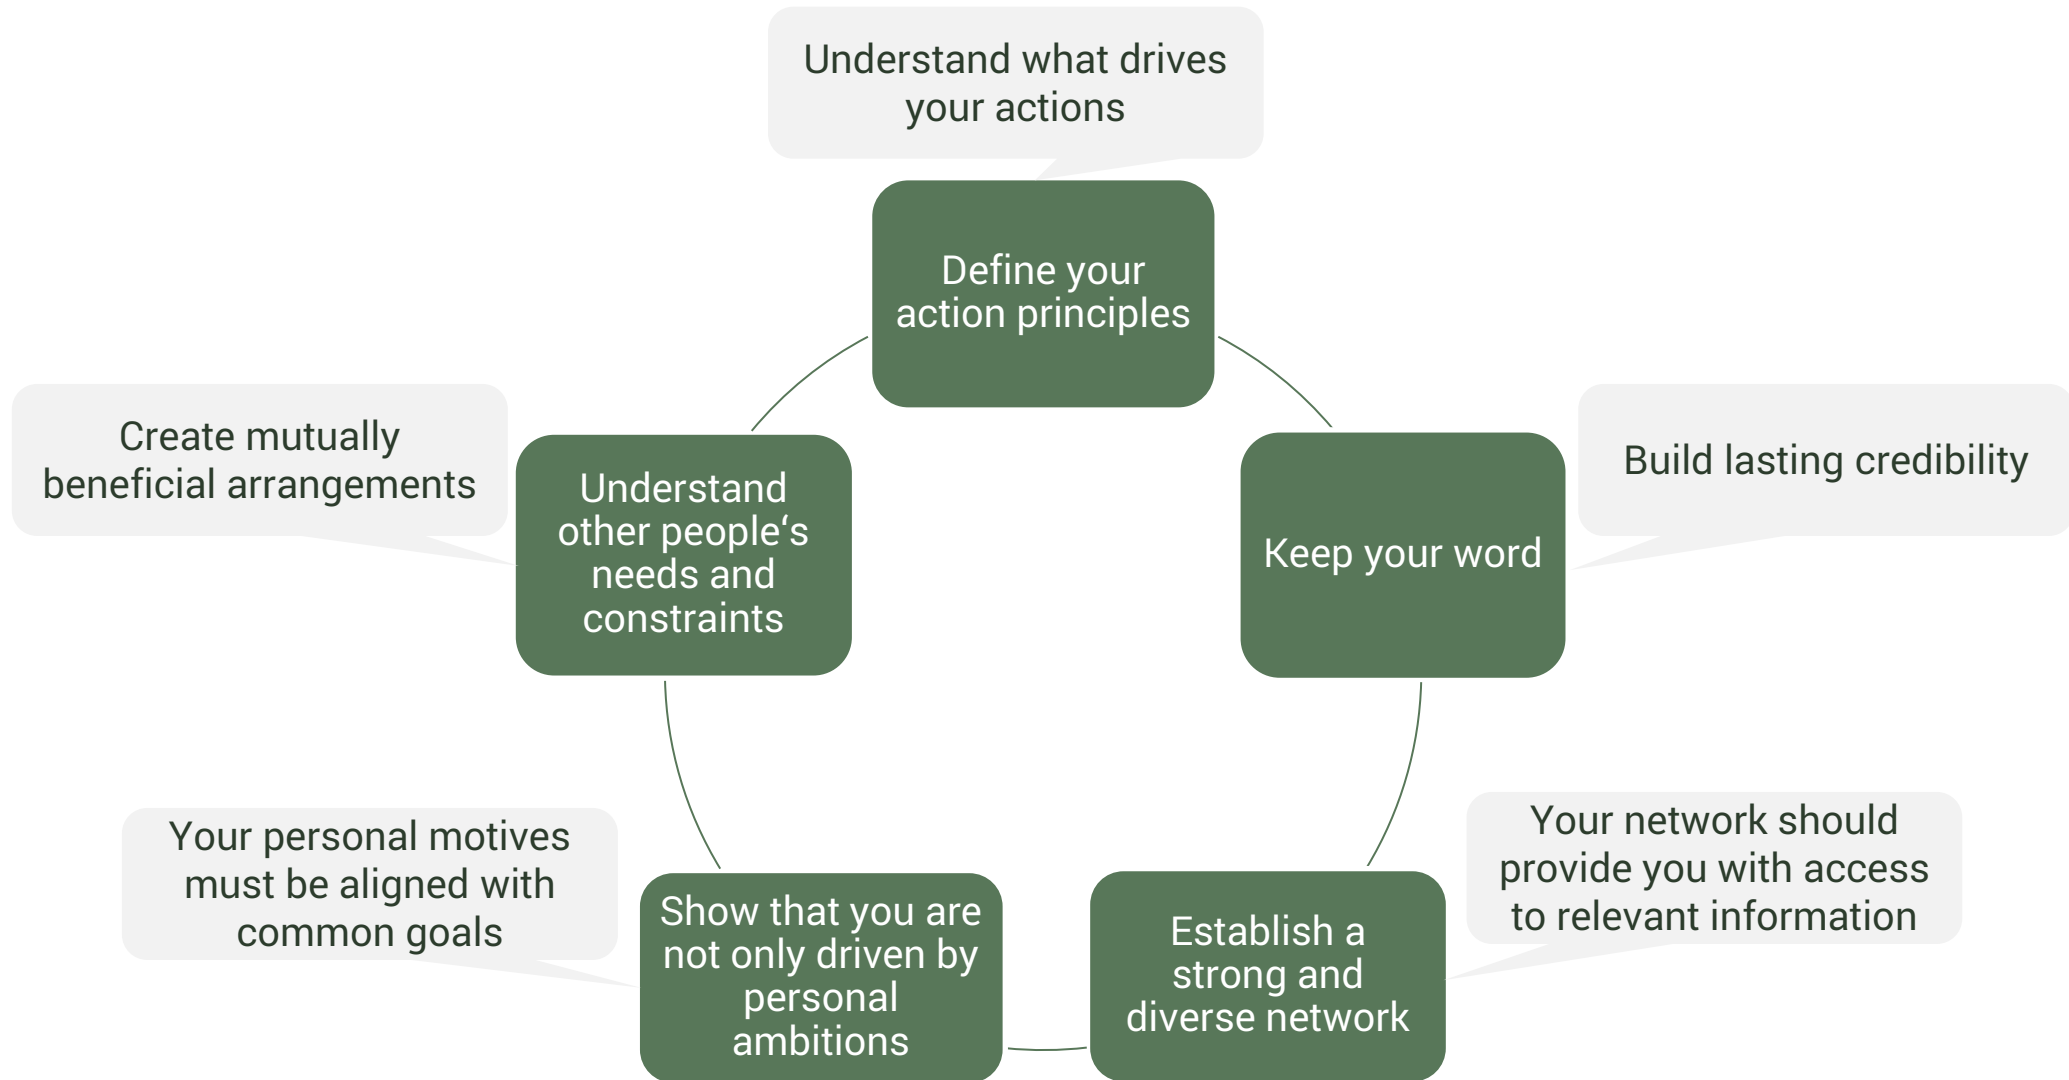 Understand what drives
your actions
Define your
action principles
Create mutually
beneficial arrangements
Understand
other people‘s
needs and
constraints
Keep your word
Build lasting credibility
Your personal motives
must be aligned with
common goals
Show that you are
not only driven by
personal
ambitions
Establish a
strong and
diverse network
Your network should
provide you with access
to relevant information